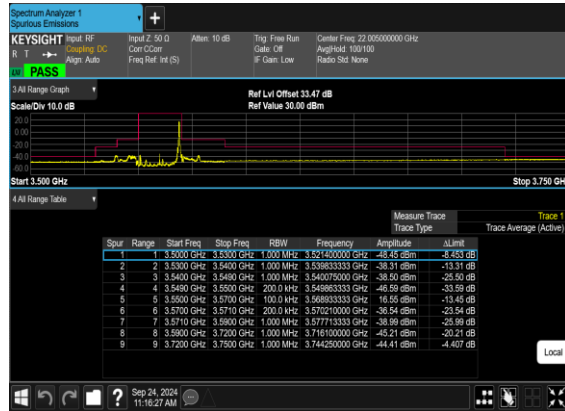 Spectrum Analyzer 1
Spurious Emissions
+
KEYSIGHT Input: RF Input Z: 50 Ω Atten: 10 dB Trig: Free Run Center Freq: 22.005000000 GHz
R T Coupling: DC Corr CCorr Gate: Off Avg|Hold: 100/100
Align: Auto Freq Ref: Int (S) IF Gain: Low Radio Std: None
PASS
3 All Range Graph
Ref Lvl Offset 33.47 dB
Scale/Div 10.0 dB Ref Value 30.00 dBm
20.0
0.00
-20.0
-40.0
-60.0
Start 3.500 GHz Stop 3.750 GH
4 All Range Table
Measure Trace Trace 1
Trace Type Trace Average (Active)
Spur Range Start Freq Stop Freq RBW Frequency Amplitude ΔLimit
1 1 3.5000 GHz 3.5300 GHz 1.000 MHz 3.521400000 GHz -48.45 dBm -8.453 dB
2 2 3.5300 GHz 3.5400 GHz 1.000 MHz 3.539833333 GHz -38.31 dBm -13.31 dB
3 3 3.5400 GHz 3.5490 GHz 1.000 MHz 3.540075000 GHz -38.50 dBm -25.50 dB
4 4 3.5490 GHz 3.5500 GHz 200.0 kHz 3.549863333 GHz -46.59 dBm -33.59 dB
5 5 3.5500 GHz 3.5700 GHz 100.0 kHz 3.568933333 GHz 16.55 dBm -13.45 dB
6 6 3.5700 GHz 3.5710 GHz 200.0 kHz 3.570210000 GHz -36.54 dBm -23.54 dB
7 7 3.5710 GHz 3.5900 GHz 1.000 MHz 3.577713333 GHz -38.99 dBm -25.99 dB
8 8 3.5900 GHz 3.7200 GHz 1.000 MHz 3.716100000 GHz -45.21 dBm -20.21 dB
9 9 3.7200 GHz 3.7500 GHz 1.000 MHz 3.744250000 GHz -44.41 dBm -4.407 dB
Local
?
Sep 24, 2024
11:16:27 AM